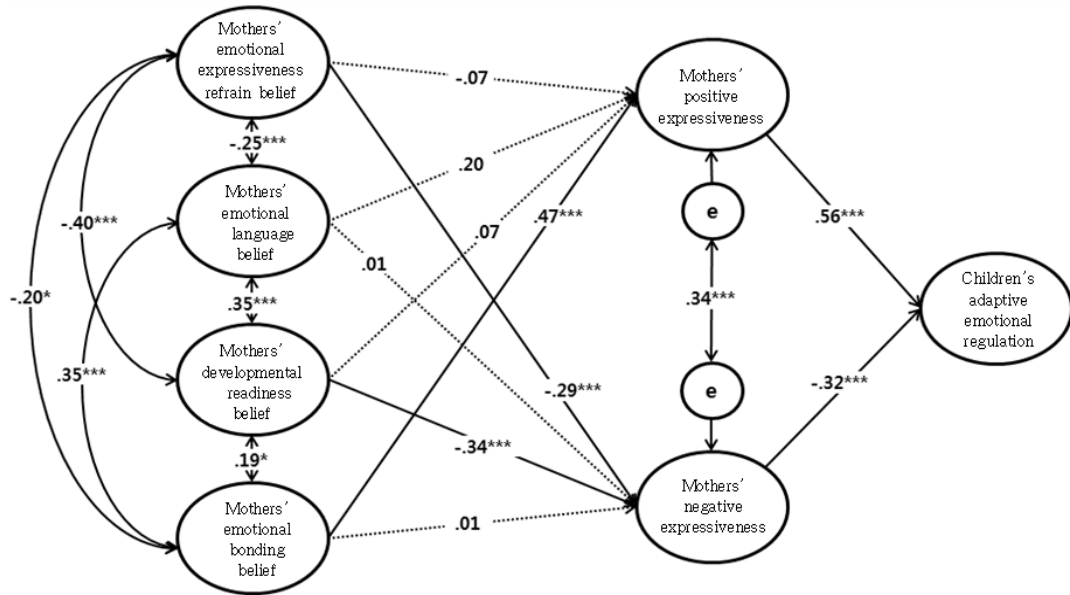 Mothers'
emotional
expressiveness
refrain belief
Mothers'
emotional
language
belief
Mothers'
developmental
readiness
belief
Mothers'
emotional
bonding
belief
-.25***
-.40***
.35***
-.20*
.35***
.19*
-.07
.20
.47***
.07
.01
-.29***
-.34***
.01
Mothers'
positive
expressiveness
e
.34***
e
Mothers'
negative
expressiveness
.56***
-.32***
Children's
adaptive
emotional
regulation